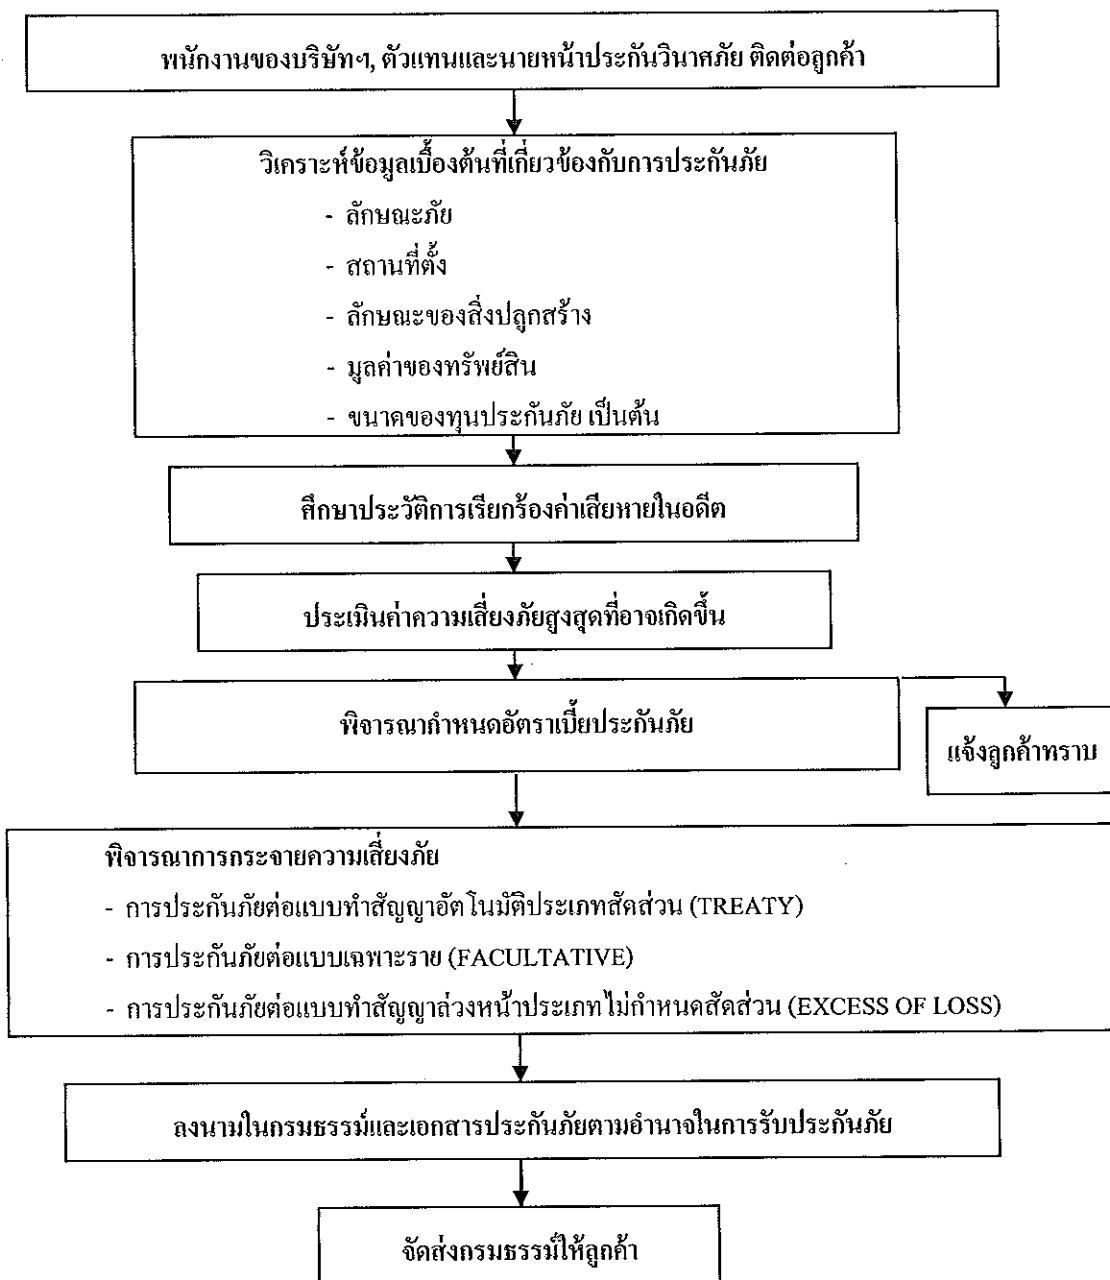 พนักงานของบริษัทฯ, ตัวแทนและนายหน้าประกันวินาศภัย ติดต่อลูกค้า
วิเคราะห์ข้อมูลเบื้องต้นที่เกี่ยวข้องกับการประกันภัย
- ลักษณะภัย
- สถานที่ตั้ง
- ลักษณะของสิ่งปลูกสร้าง
- มูลค่าของทรัพย์สิน
- ขนาดของทุนประกันภัย เป็นต้น
ศึกษาประวัติการเรียกร้องค่าเสียหายในอดีต
ประเมินค่าความเสี่ยงภัยสูงสุดที่อาจเกิดขึ้น
พิจารณากำหนดอัตราเบี้ยประกันภัย
แจ้งลูกค้าทราบ
พิจารณาการกระจายความเสี่ยงภัย
- การประกันภัยต่อแบบทำสัญญาอัตโนมัติประเภทสัดส่วน (TREATY)
- การประกันภัยต่อแบบเฉพาะราย (FACULTATIVE)
- การประกันภัยต่อแบบทำสัญญาล่วงหน้าประเภทไม่กำหนดสัดส่วน (EXCESS OF LOSS)
ลงนามในกรมธรรม์และเอกสารประกันภัยตามอำนาจในการรับประกันภัย
จัดส่งกรมธรรม์ให้ลูกค้า